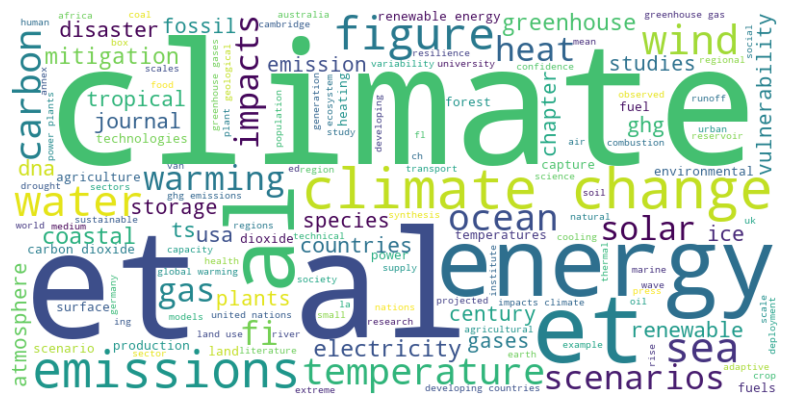 africa
coal
australia
renewable energy
greenhouse gas
human
disaster
fossil
box
cambridge
figure
greenhouse
mean
social
wind
mitigation
resilience
emission
variability
university
heat
studies
regional
scales
climate
carbon
annex
power plants
tropical
food
geological
greenhouse gases
impacts
heating
population
generation
ecosystem
confidence
forest
chapter
fuel
observed
runoff
vulnerability
journal
plant
study
developing
ghg
urban
reservoir
technologies
fl
air
combustion
dna
van
ed
region
ch
transport
capture
environmental
agriculture
warming
science
drought
sectors
ghg emissions
climate change
soil
water
sustainable
storage
al
species
synthesis
ocean
natural
uk
world
medium
regions
technical
temperatures
cooling
solar
ice
coastal
ts
usa
dioxide
countries
carbon dioxide
capacity
power
et al
energy
institute
thermal
marine
wave
atmosphere
global warming
health
society
supply
surface
germany
gas
plants
la
nations
projected
impacts climate
press
oil
scale
deployment
ing
models
united nations
small
research
century
agricultural
et
renewable
scenario
production
land use
river
fi
electricity
gases
example
rise
sea
sector
land
literature
earth
adaptive
emissions
temperature
scenarios
crop
extreme
developing countries
fuels